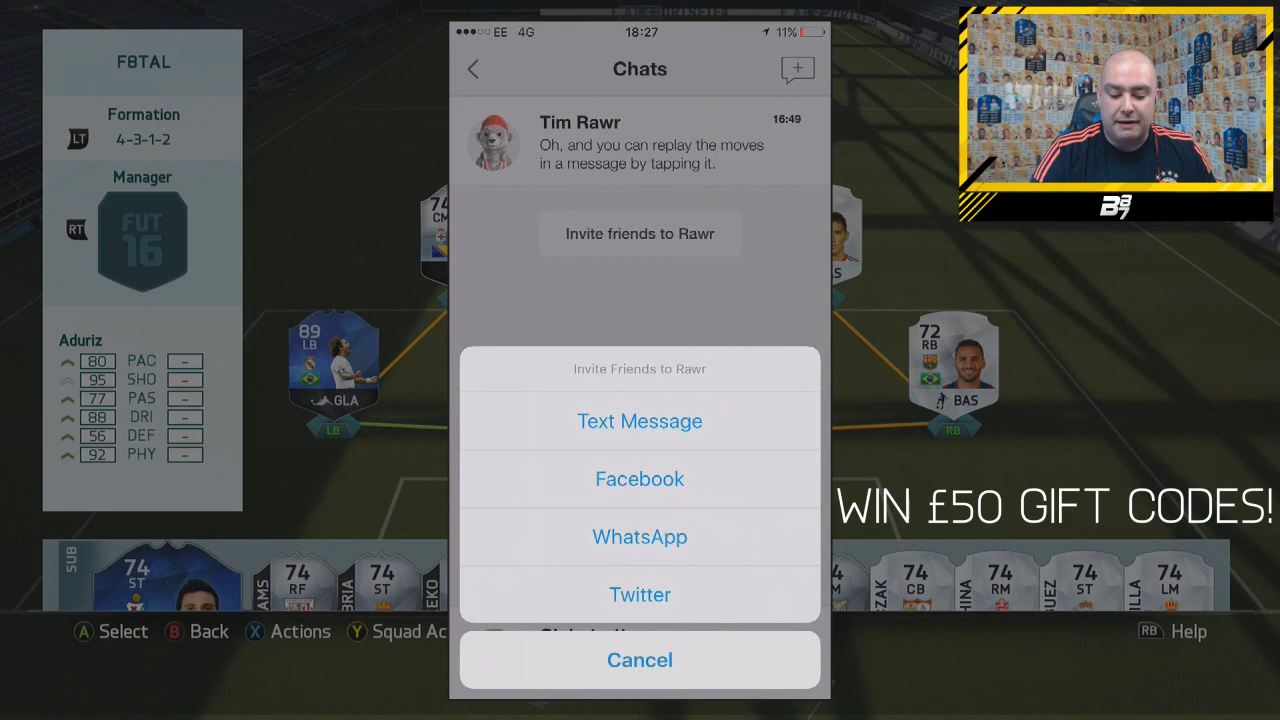 F8TAL
Formation
LT
4-3-1-2
Manager
RT
FUT
16
Aduriz
80 PAC -
95 SHO -
77 PAS -
88 DRI -
56 DEF -
92 PHY -
EE 4G 18:27 11%
Chats
Tim Rawr 16:49
Oh, and you can replay the moves
in a message by tapping it.
Invite friends to Rawr
Invite Friends to Rawr
Text Message
Facebook
WhatsApp
Twitter
Cancel
74
CM
89
LB
GLA
LB
72
RB
BAS
RB
WIN £50 GIFT CODES!
SUB
74
ST
74
RF
74
ST
74
CB
74
RM
74
ST
74
LM
A Select B Back X Actions Y Squad Ac
RB Help